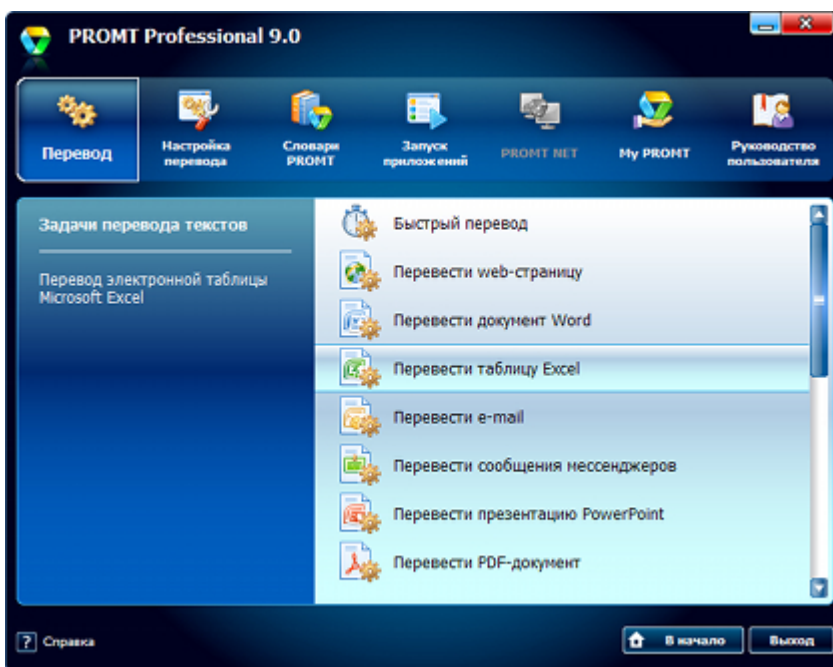 PROMT Professional 9.0
Перевод
Настройка
перевода
Словари
PROMT
Запуск
приложений
PROMT NET
My PROMT
Руководство
пользователя
Задачи перевода текстов
Перевод электронной таблицы
Microsoft Excel
Быстрый перевод
Перевести web-страницу
Перевести документ Word
Перевести таблицу Excel
Перевести e-mail
Перевести сообщения мессенджеров
Перевести презентацию PowerPoint
Перевести PDF-документ
? Справка
В начало
Выход